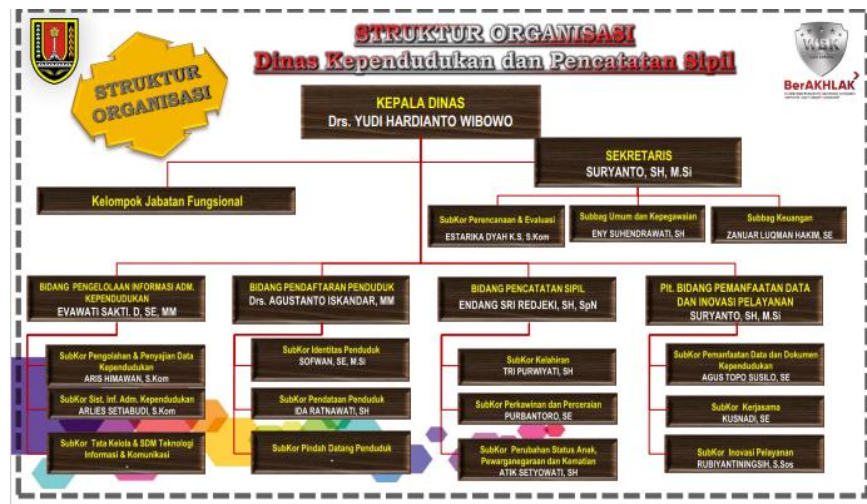 STRUKTUR ORGANISASI
Dinas Kependudukan dan Pencatatan Sipil
STRUKTUR
ORGANISASI
WBK
BerAKHLAK
KEPALA DINAS
Drs. YUDI HARDIANTO WIBOWO
SEKRETARIS
SURYANTO, SH, M.Si
Kelompok Jabatan Fungsional
SubKor Perencanaan & Evaluasi
ESTARIKA DYAH K.S, S.Kom
Subbag Umum dan Kepegawaian
ENY SUHENDRAWATI, SH
Subbag Keuangan
ZANUAR LUQMAN HAKIM, SE
BIDANG PENGELOLAAN INFORMASI ADM.
KEPENDUDUKAN
EVAWATI SAKTI. D, SE, MM
SubKor Pengolahan & Penyajian Data
Kependudukan
ARIS HIMAWAN, S.Kom
SubKor Sist. Inf. Adm. Kependudukan
ARLIES SETIABUDI, S.Kom
SubKor Tata Kelola & SDM Teknologi
Informasi & Komunikasi
-
BIDANG PENDAFTARAN PENDUDUK
Drs. AGUSTANTO ISKANDAR, MM
SubKor Identitas Penduduk
SOFWAN, SE, M.Si
SubKor Pendataan Penduduk
IDA RATNAWATI, SH
SubKor Pindah Datang Penduduk
-
BIDANG PENCATATAN SIPIL
ENDANG SRI REDJEKI, SH, SpN
SubKor Kelahiran
TRI PURWIYATI, SH
SubKor Perkawinan dan Perceraian
PURBANTORO, SE
SubKor Perubahan Status Anak,
Pewarganegaraan dan Kematian
ATIK SETYOWATI, SH
Plt. BIDANG PEMANFAATAN DATA
DAN INOVASI PELAYANAN
SURYANTO, SH, M.Si
SubKor Pemanfaatan Data dan Dokumen
Kependudukan
AGUS TOPO SUSILO, SE
SubKor Kerjasama
KUSNADI, SE
SubKor Inovasi Pelayanan
RUBIYANTININGSIH, S.Sos